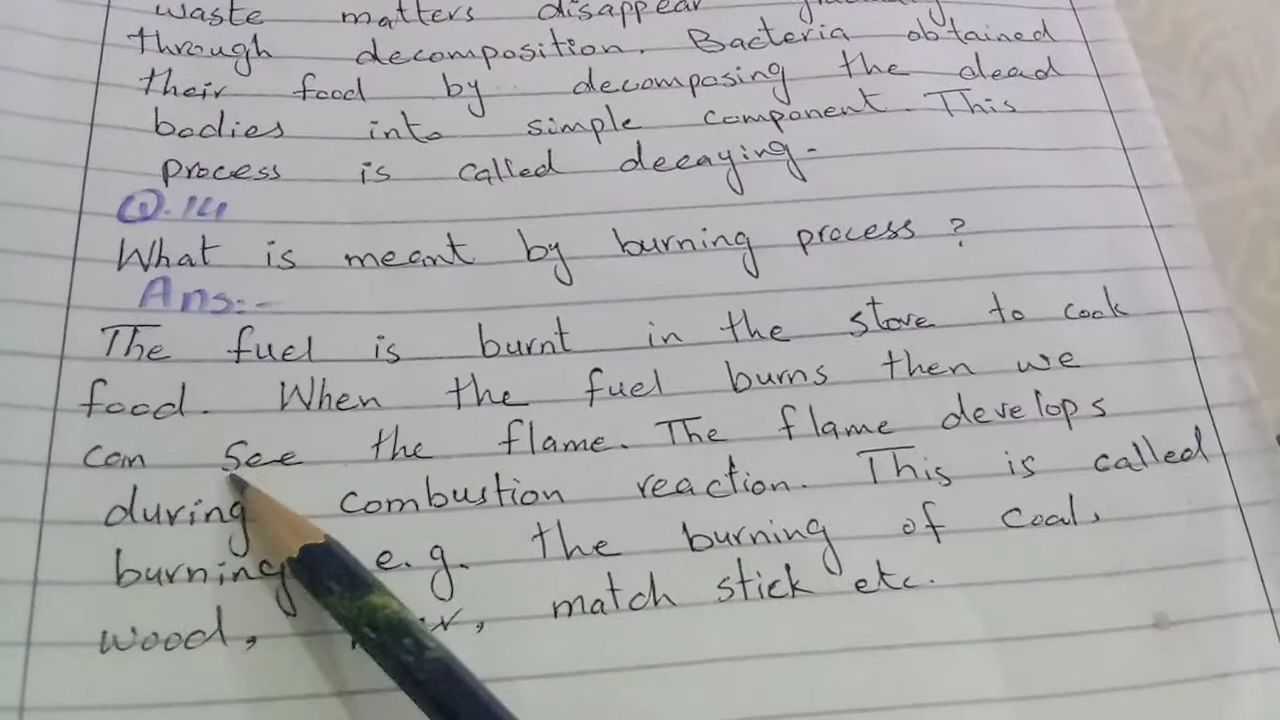 waste matters disappear
through decomposition. Bacteria obtained
their food by decomposing the dead
bodies into simple component. This
process is called decaying.
Q.14
What is meant by burning process?
Ans:-
The fuel is burnt in the stove to cook
food. When the fuel burns then we
can see the flame. The flame develops
during combustion reaction. This is called
burning e.g. the burning of coal,
wood, match stick etc.